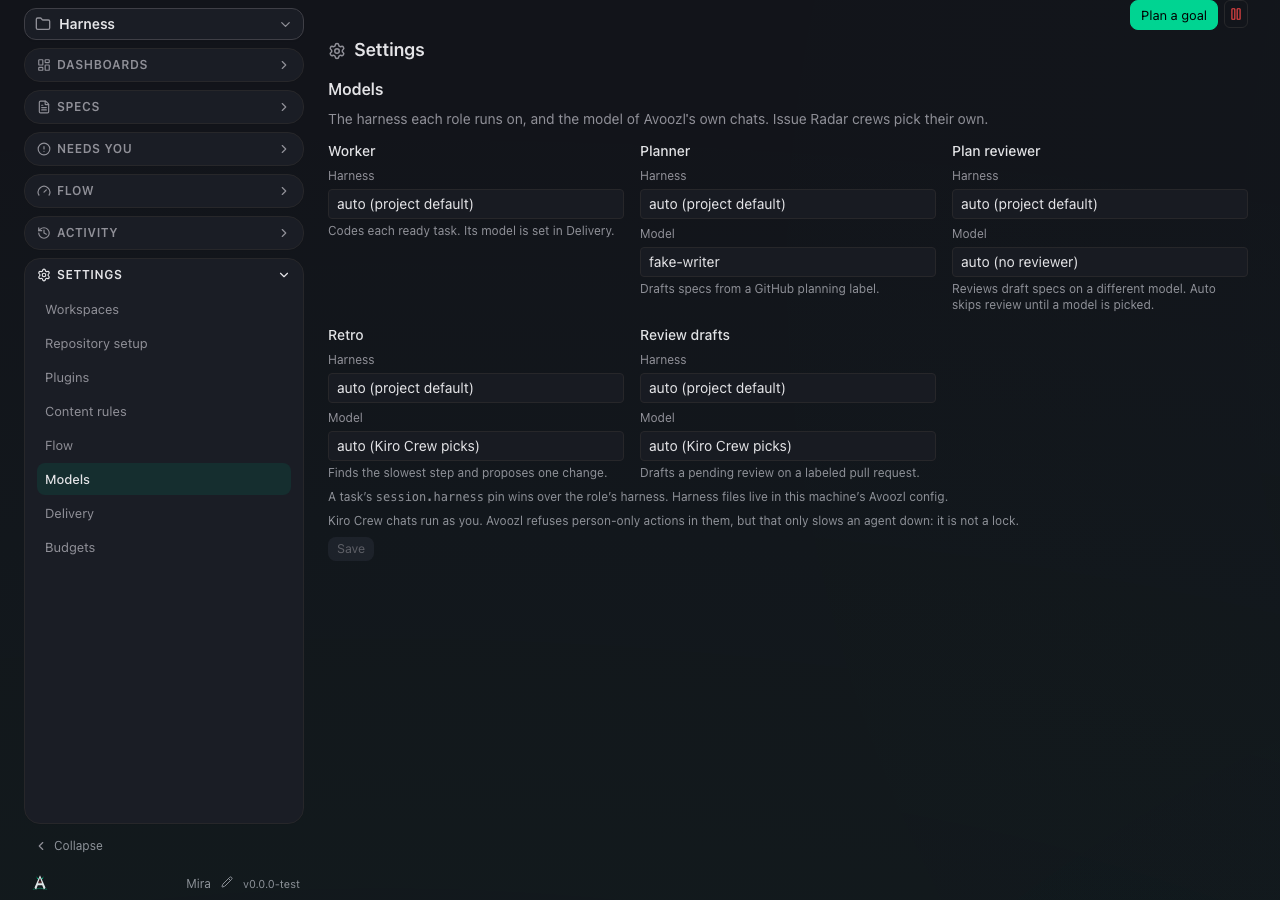 Harness
Plan a goal
DASHBOARDS
SPECS
NEEDS YOU
FLOW
ACTIVITY
SETTINGS
Workspaces
Repository setup
Plugins
Content rules
Flow
Models
Delivery
Budgets
Collapse
Mira
v0.0.0-test
Settings
Models
The harness each role runs on, and the model of Avoozl's own chats. Issue Radar crews pick their own.
Worker
Harness
auto (project default)
Codes each ready task. Its model is set in Delivery.
Planner
Harness
auto (project default)
Model
fake-writer
Drafts specs from a GitHub planning label.
Plan reviewer
Harness
auto (project default)
Model
auto (no reviewer)
Reviews draft specs on a different model. Auto
skips review until a model is picked.
Retro
Harness
auto (project default)
Model
auto (Kiro Crew picks)
Finds the slowest step and proposes one change.
Review drafts
Harness
auto (project default)
Model
auto (Kiro Crew picks)
Drafts a pending review on a labeled pull request.
A task's session.harness pin wins over the role's harness. Harness files live in this machine's Avoozl config.
Kiro Crew chats run as you. Avoozl refuses person-only actions in them, but that only slows an agent down: it is not a lock.
Save